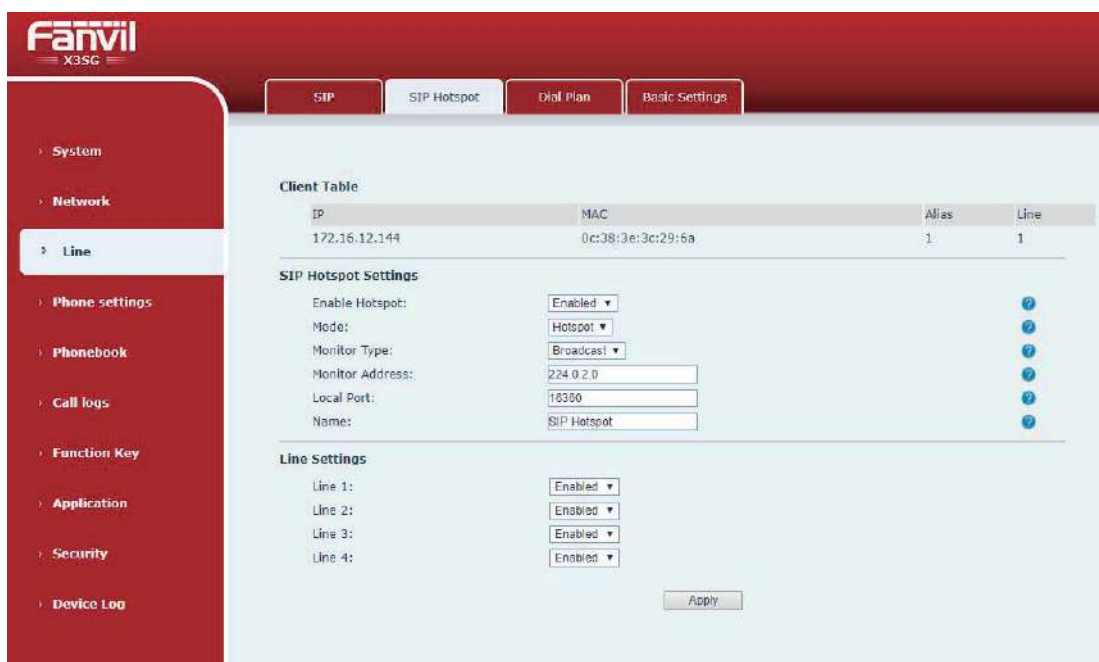 Fanvil
X3SG
SIP
SIP Hotspot
Dial Plan
Basic Settings
System
Network
Line
Phone settings
Phonebook
Call logs
Function Key
Application
Security
Device Log
Client Table
IP MAC Alias Line
172.16.12.144 0c:38:3e:3c:29:6a 1 1
SIP Hotspot Settings
Enable Hotspot: Enabled
Mode: Hotspot
Monitor Type: Broadcast
Monitor Address: 224.0.2.0
Local Port: 16360
Name: SIP Hotspot
Line Settings
Line 1: Enabled
Line 2: Enabled
Line 3: Enabled
Line 4: Enabled
Apply